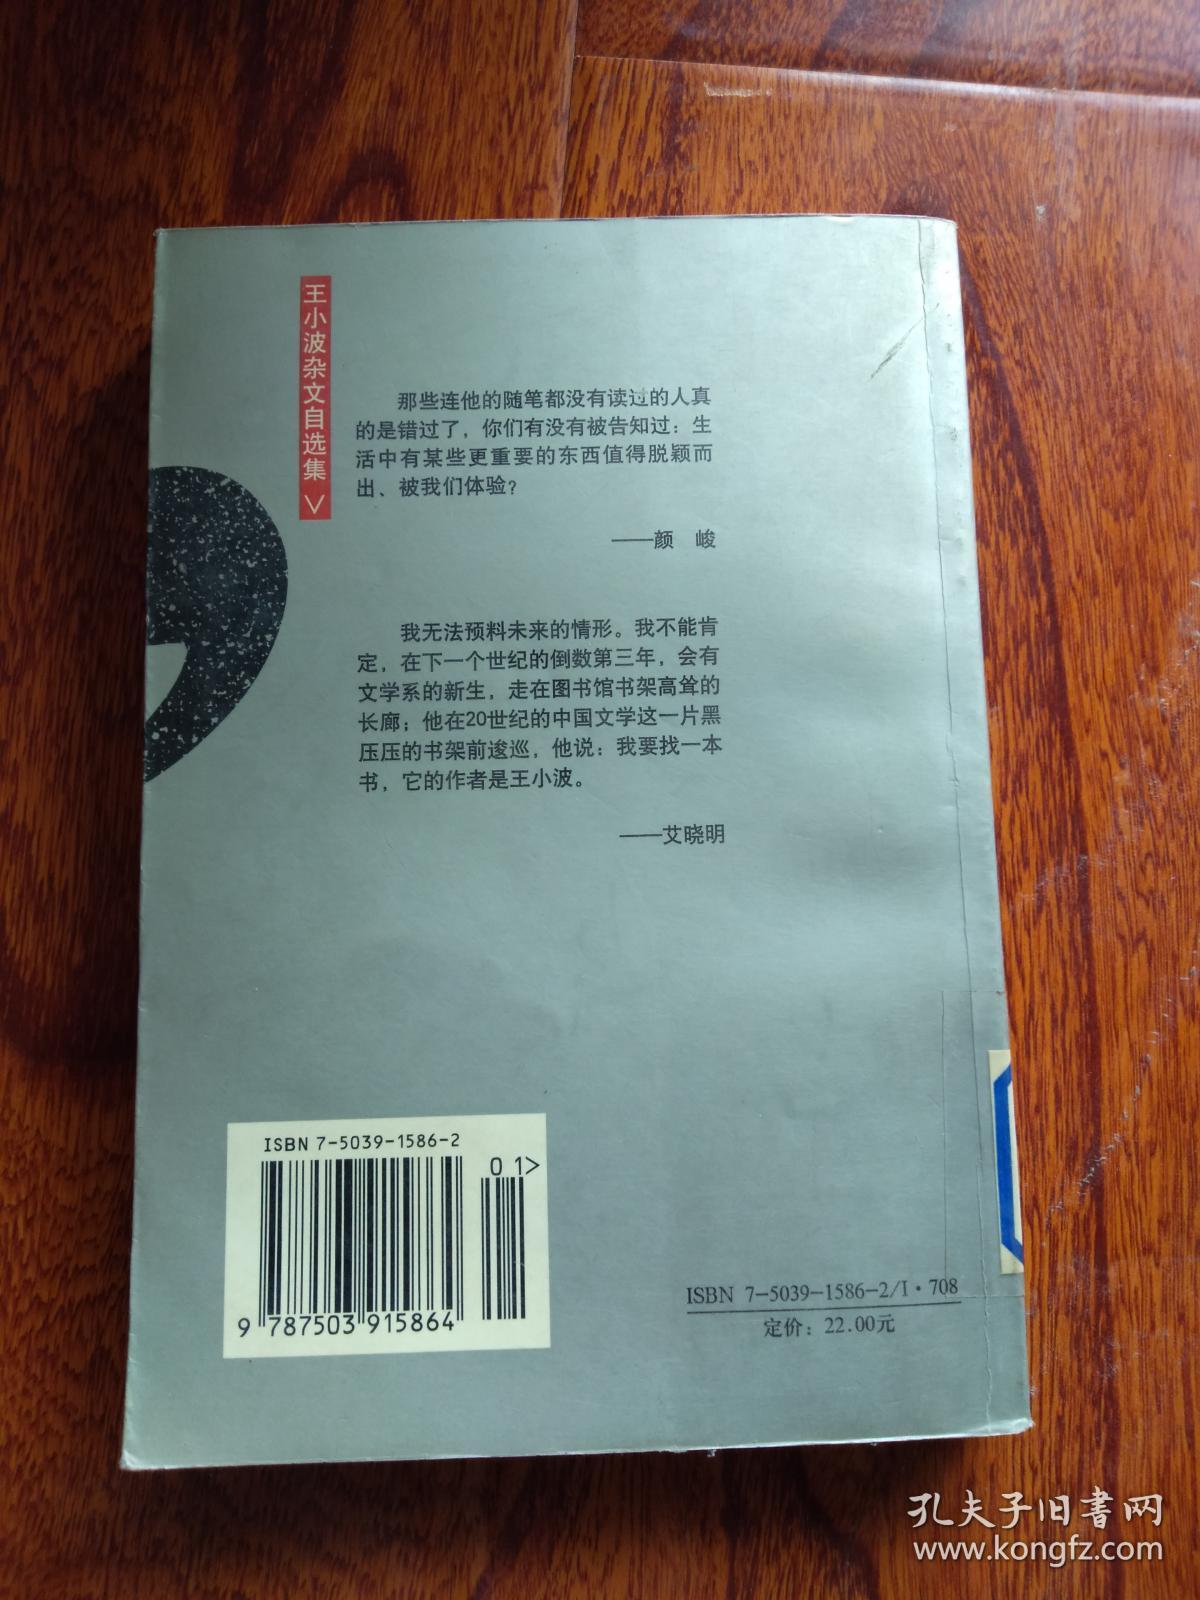 王小波杂文自选集 ∨
那些连他的随笔都没有读过的人真
的是错过了，你们有没有被告知过：生
活中有某些更重要的东西值得脱颖而
出、被我们体验？
——颜　峻
我无法预料未来的情形。我不能肯
定，在下一个世纪的倒数第三年，会有
文学系的新生，走在图书馆书架高耸的
长廊；他在20世纪的中国文学这一片黑
压压的书架前逡巡，他说：我要找一本
书，它的作者是王小波。
——艾晓明
ISBN 7-5039-1586-2
01>
9 787503 915864
ISBN 7-5039-1586-2/I·708
定价：22.00元
孔夫子旧书网
www.kongfz.com